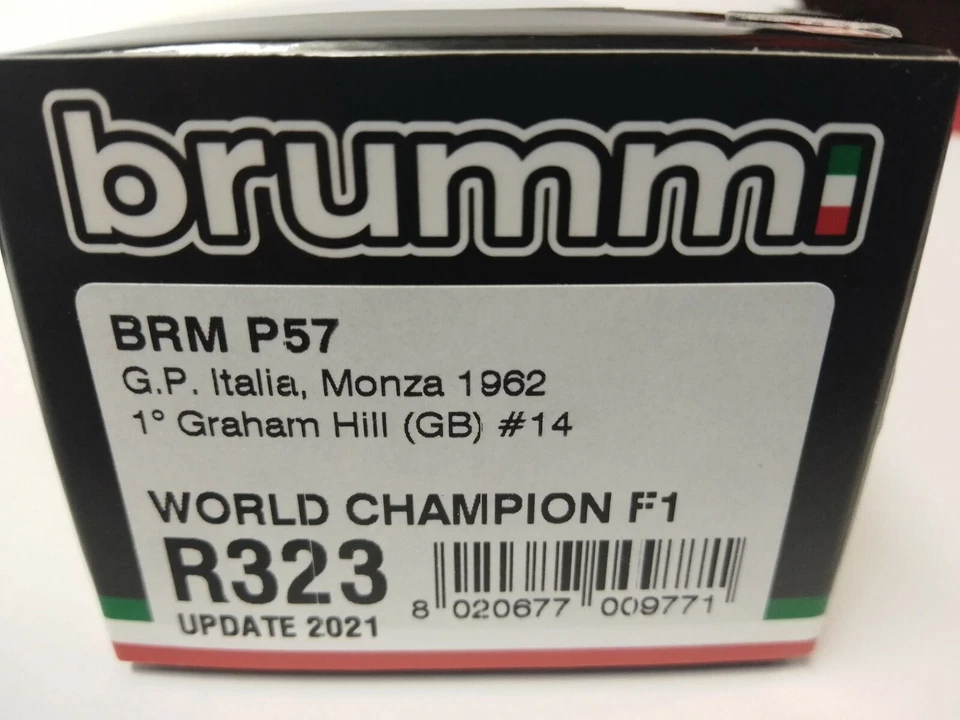 brumm
BRM P57
G.P. Italia, Monza 1962
1° Graham Hill (GB) #14
WORLD CHAMPION F1
R323
UPDATE 2021
8 020677 009771